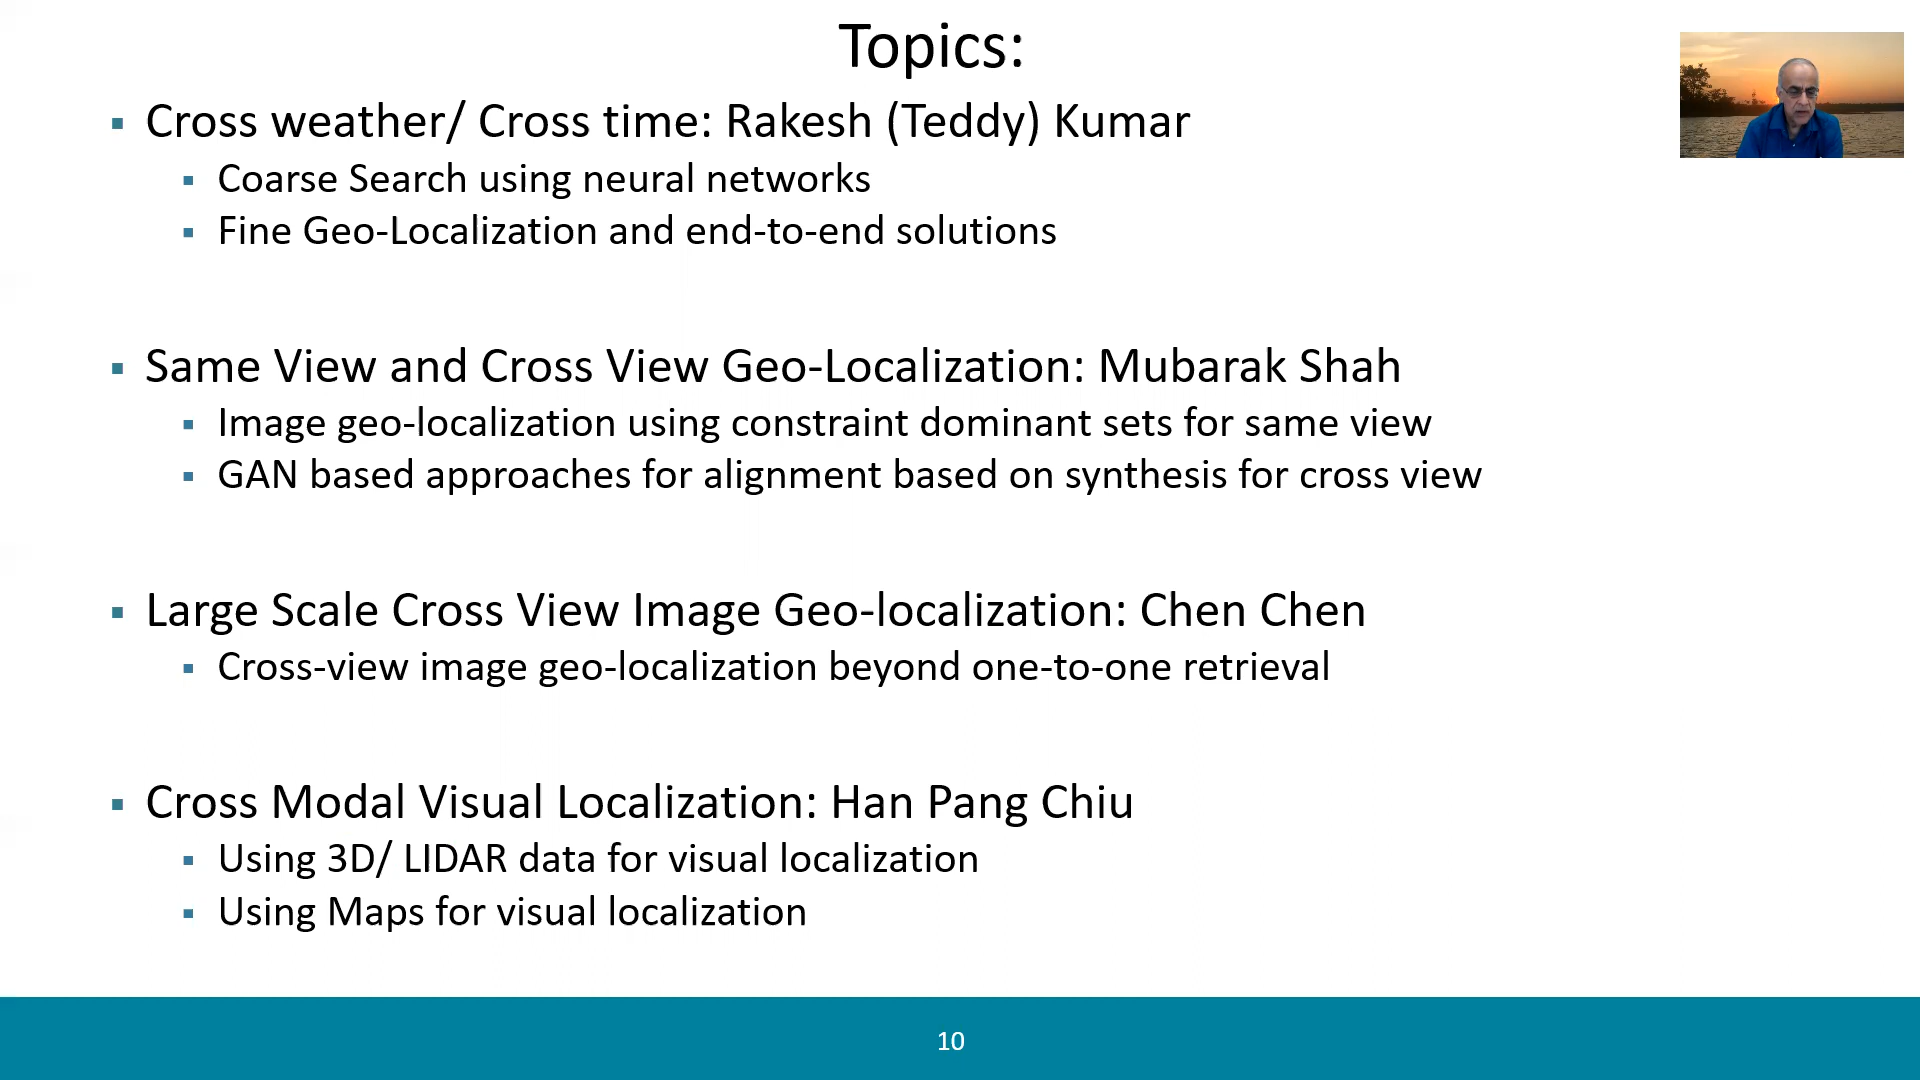 Topics:
Cross weather/ Cross time: Rakesh (Teddy) Kumar
Coarse Search using neural networks
Fine Geo-Localization and end-to-end solutions
Same View and Cross View Geo-Localization: Mubarak Shah
Image geo-localization using constraint dominant sets for same view
GAN based approaches for alignment based on synthesis for cross view
Large Scale Cross View Image Geo-localization: Chen Chen
Cross-view image geo-localization beyond one-to-one retrieval
Cross Modal Visual Localization: Han Pang Chiu
Using 3D/ LIDAR data for visual localization
Using Maps for visual localization
10